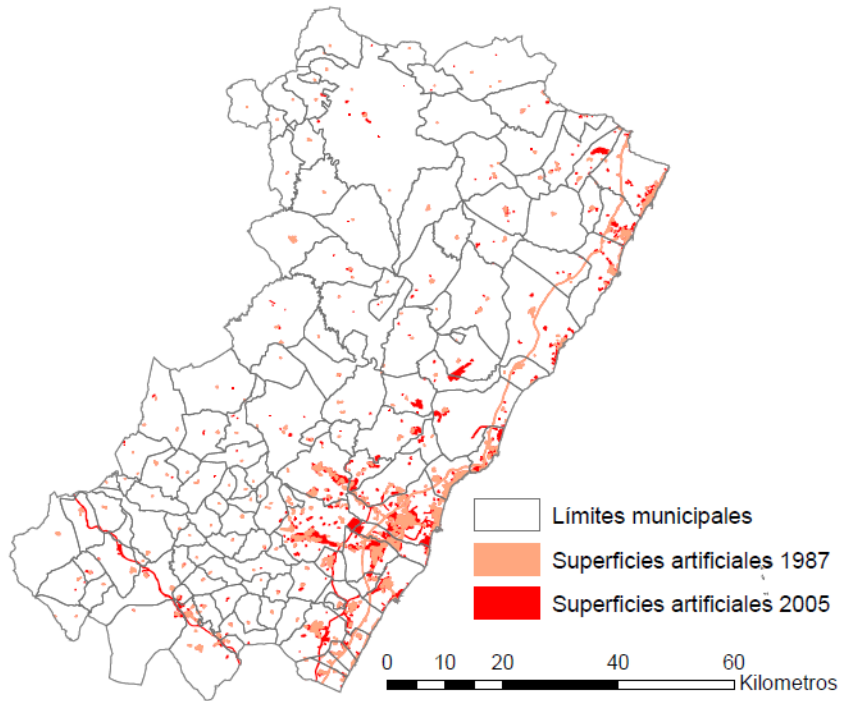 Límites municipales
Superficies artificiales 1987
Superficies artificiales 2005
0 10 20 40 60
Kilometros